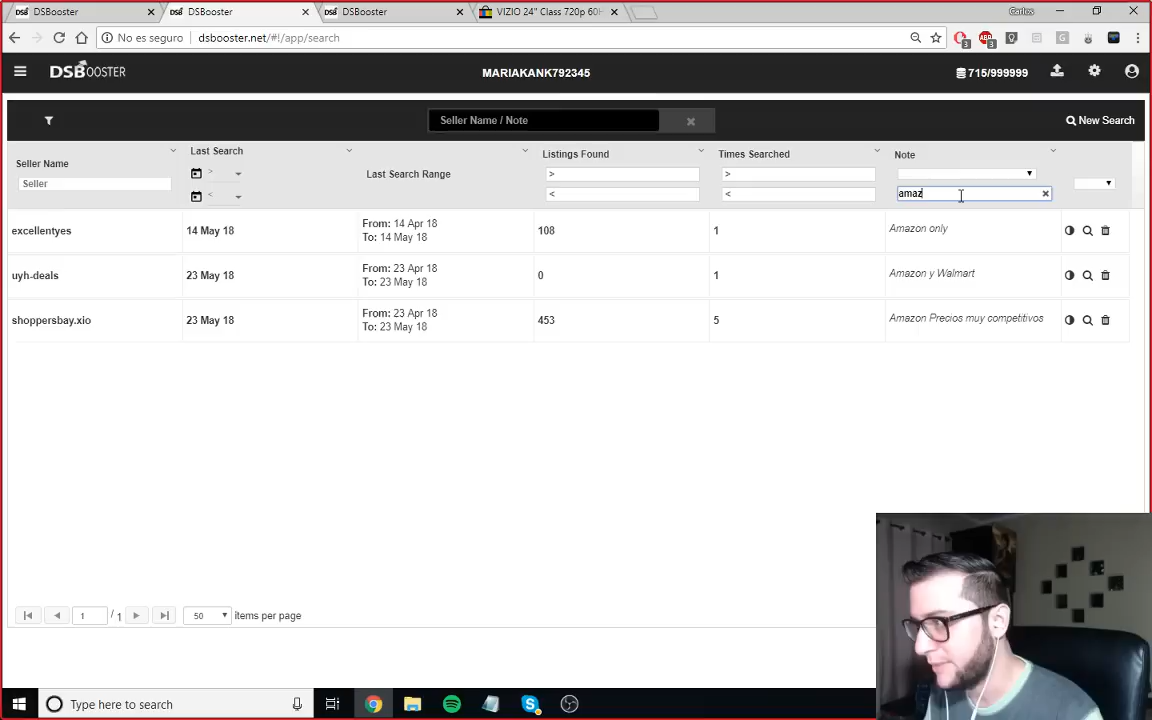 DSBooster
DSBooster
DSBooster
VIZIO 24" Class 720p 60H
Carlos
No es seguro
dsbooster.net/#!/app/search
3
3
DSBooster
MARIAKANK792345
715/999999
Seller Name / Note
New Search
Seller Name
Last Search
Last Search Range
Listings Found
Times Searched
Note
Seller
>
<
>
<
>
<
amaz
excellentyes
14 May 18
From: 14 Apr 18
To: 14 May 18
108
1
Amazon only
uyh-deals
23 May 18
From: 23 Apr 18
To: 23 May 18
0
1
Amazon y Walmart
shoppersbay.xio
23 May 18
From: 23 Apr 18
To: 23 May 18
453
5
Amazon Precios muy competitivos
1
/ 1
50
items per page
Type here to search